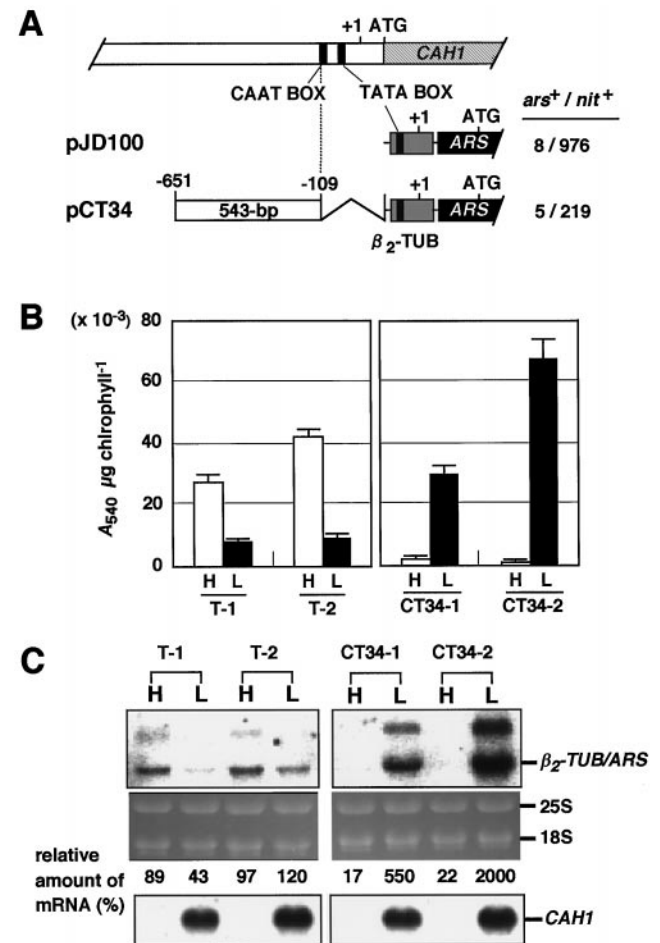 A
+1 ATG
CAH1
CAAT BOX TATA BOX
ars+ / nit+
+1 ATG
pJD100 ARS 8 / 976
-651 -109 +1 ATG
pCT34 543-bp ARS 5 / 219
β2-TUB
B
(x 10-3) 80
60
40
20
0
A540 µg chlrophyll-1
H L H L H L H L
T-1 T-2 CT34-1 CT34-2
C
T-1 T-2 CT34-1 CT34-2
H L H L H L H L
β2-TUB/ARS
25S
18S
relative
amount of
mRNA (%)
89 43 97 120 17 550 22 2000
CAH1